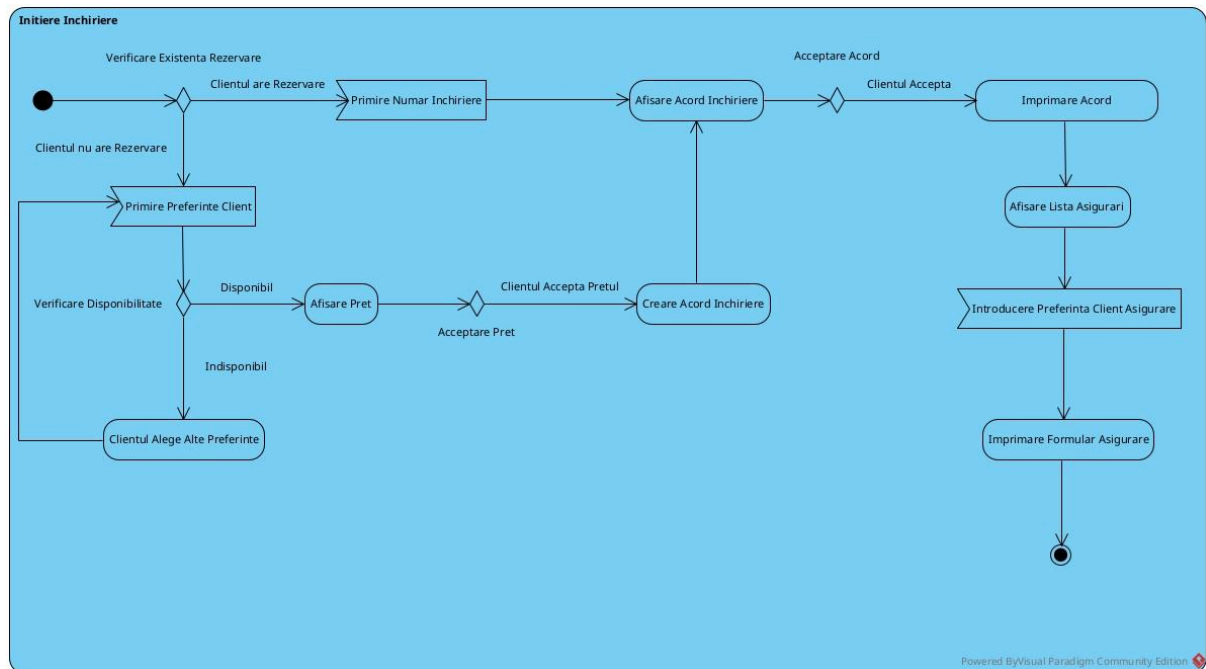 Initiere Inchiriere
Verificare Existenta Rezervare
Acceptare Acord
Clientul are Rezervare
Clientul Accepta
Primire Numar Inchiriere
Afisare Acord Inchiriere
Imprimare Acord
Clientul nu are Rezervare
Primire Preferinte Client
Afisare Lista Asigurari
Disponibil
Clientul Accepta Pretul
Verificare Disponibilitate
Afisare Pret
Creare Acord Inchiriere
Introducere Preferinta Client Asigurare
Acceptare Pret
Indisponibil
Clientul Alege Alte Preferinte
Imprimare Formular Asigurare
Powered ByVisual Paradigm Community Edition